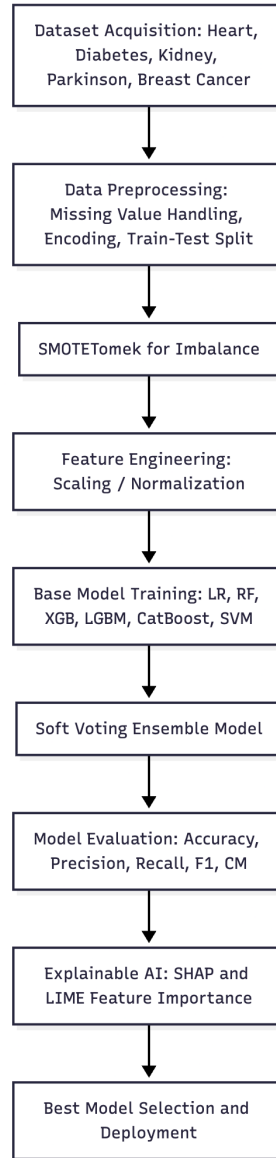 Dataset Acquisition: Heart,
Diabetes, Kidney,
Parkinson, Breast Cancer
Data Preprocessing:
Missing Value Handling,
Encoding, Train-Test Split
SMOTETomek for Imbalance
Feature Engineering:
Scaling / Normalization
Base Model Training: LR, RF,
XGB, LGBM, CatBoost, SVM
Soft Voting Ensemble Model
Model Evaluation: Accuracy,
Precision, Recall, F1, CM
Explainable AI: SHAP and
LIME Feature Importance
Best Model Selection and
Deployment